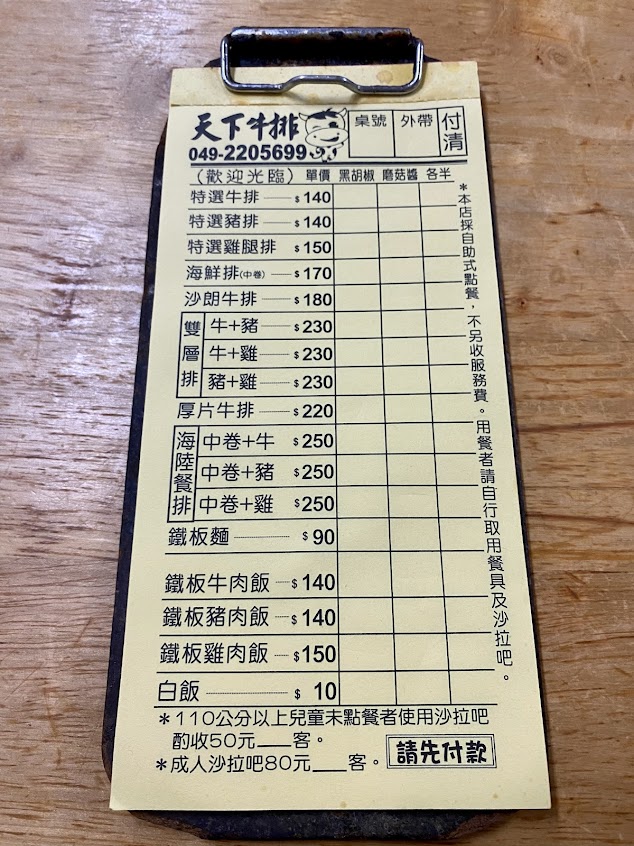 天下牛排
049-2205699
桌號 外帶 付清
(歡迎光臨) 單價 黑胡椒 磨菇醬 各半
特選牛排 $140
特選豬排 $140
特選雞腿排 $150
海鮮排(中卷) $170
沙朗牛排 $180
雙層排
牛+豬 $230
牛+雞 $230
豬+雞 $230
厚片牛排 $220
海陸餐排
中卷+牛 $250
中卷+豬 $250
中卷+雞 $250
鐵板麵 $90
鐵板牛肉飯 $140
鐵板豬肉飯 $140
鐵板雞肉飯 $150
白飯 $10
*本店採自助式點餐，不另收服務費。用餐者請自行取用餐具及沙拉吧。
*110公分以上兒童未點餐者使用沙拉吧
酌收50元___客。
*成人沙拉吧80元___客。
請先付款